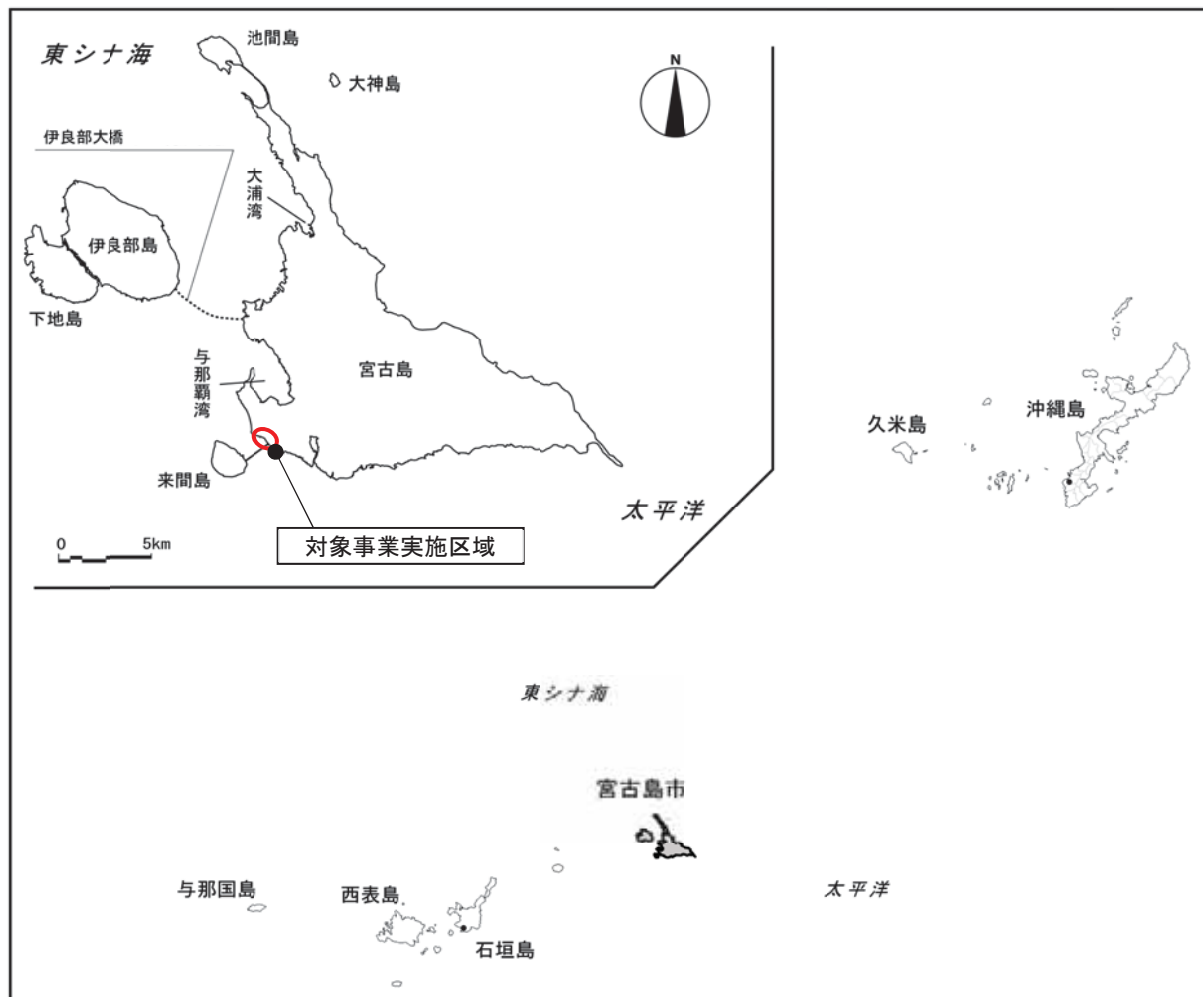 東シナ海
池間島
大神島
N
伊良部大橋
大浦湾
伊良部島
下地島
与那覇湾
宮古島
来間島
太平洋
0 5km
対象事業実施区域
久米島
沖縄島
東シナ海
宮古島市
与那国島
西表島
石垣島
太平洋